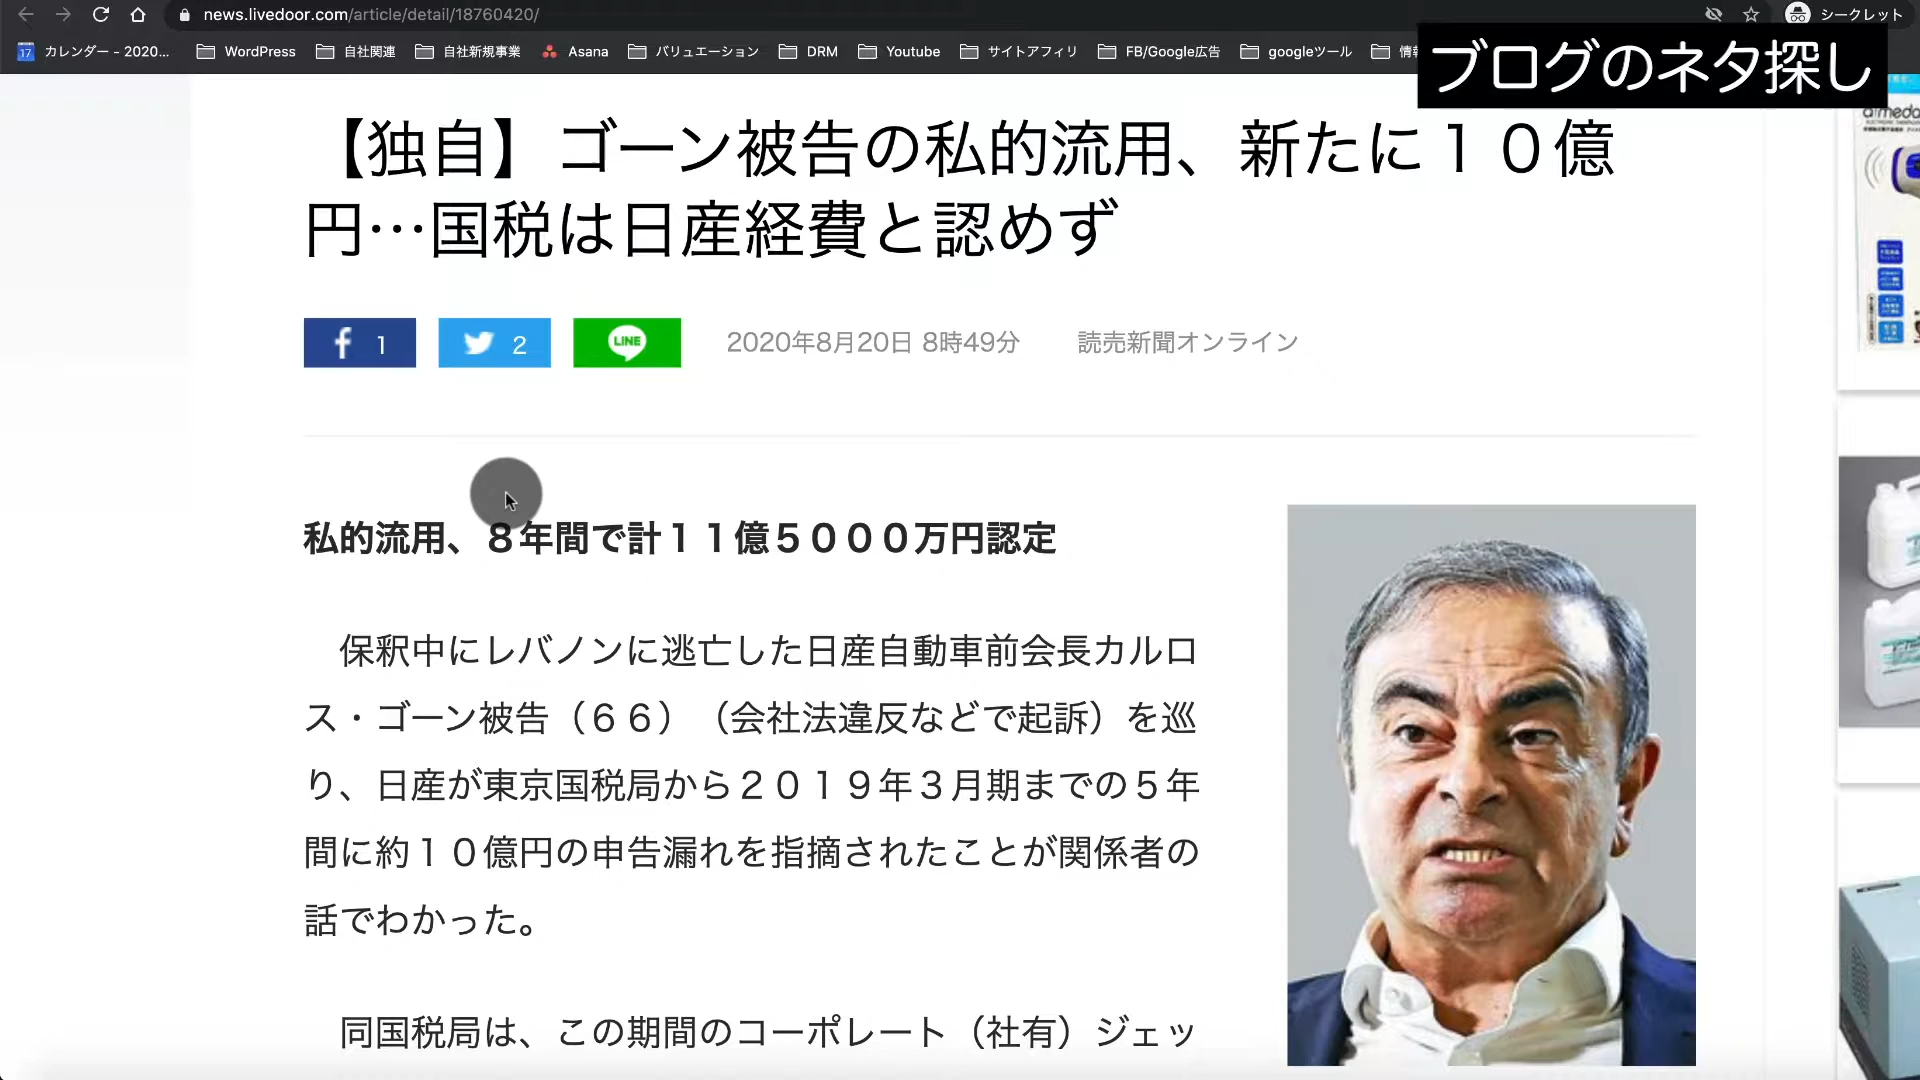 news.livedoor.com/article/detail/18760420/
シークレット
17 カレンダー - 2020... WordPress 自社関連 自社新規事業 Asana バリュエーション DRM Youtube サイトアフィリ FB/Google広告 googleツール
ブログのネタ探し
【独自】ゴーン被告の私的流用、新たに１０億
円…国税は日産経費と認めず
f 1 2 LINE 2020年8月20日 8時49分 読売新聞オンライン
私的流用、８年間で計１１億５０００万円認定
保釈中にレバノンに逃亡した日産自動車前会長カルロ
ス・ゴーン被告（６６）（会社法違反などで起訴）を巡
り、日産が東京国税局から２０１９年３月期までの５年
間に約１０億円の申告漏れを指摘されたことが関係者の
話でわかった。
同国税局は、この期間のコーポレート（社有）ジェッ